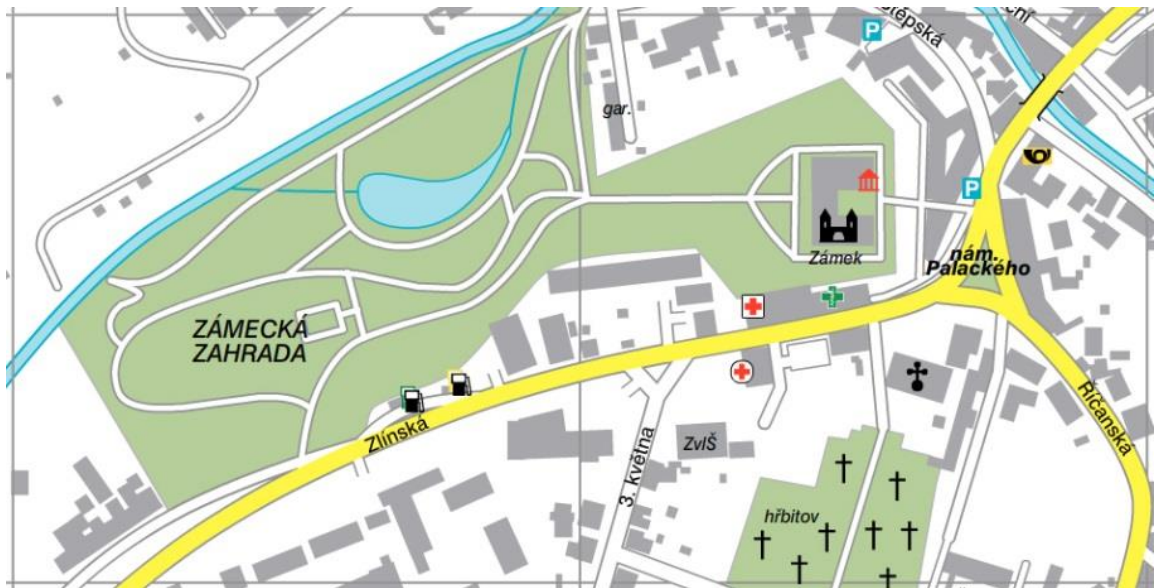 gar.
P
P
Zámek
nám.
Palackého
ZÁMECKÁ
ZAHRADA
Zlínská
3. května
ZvlŠ
Říčanská
hřbitov